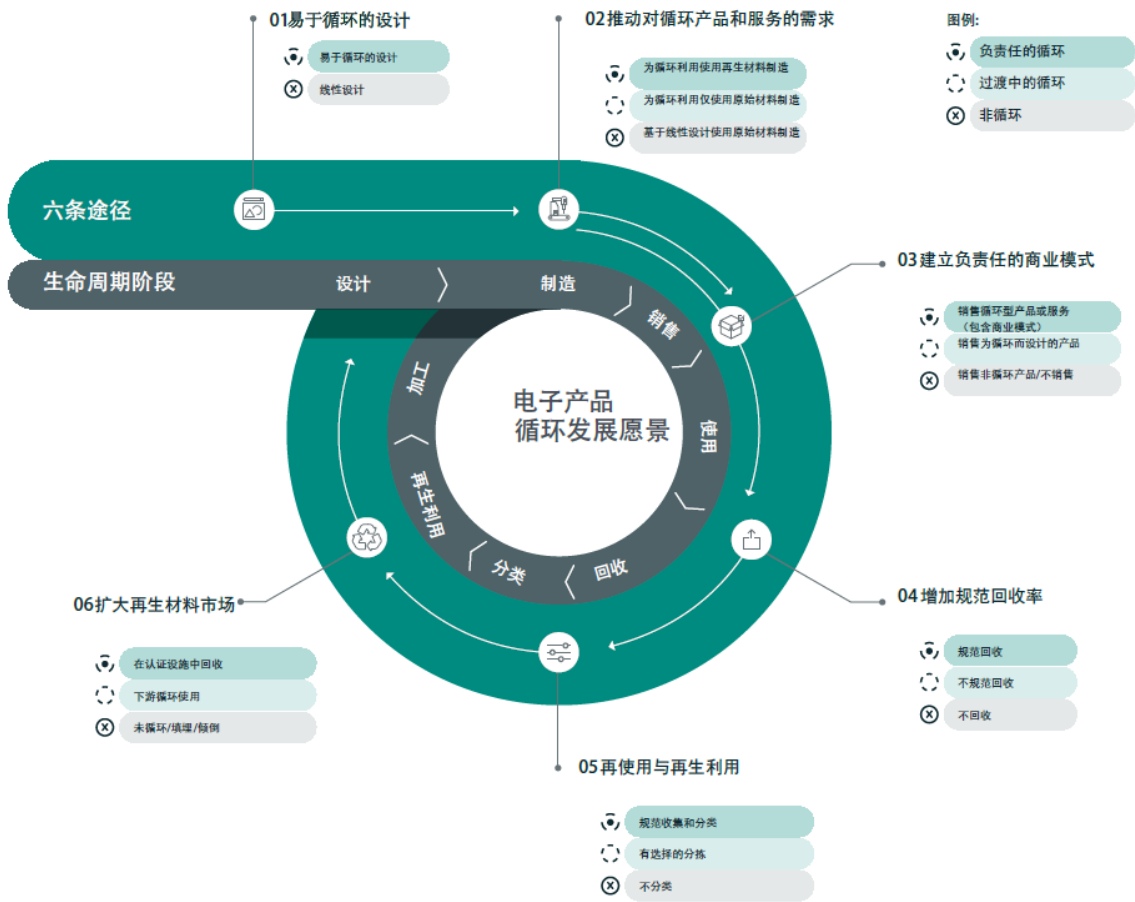 01易于循环的设计
易于循环的设计
线性设计
02推动对循环产品和服务的需求
为循环利用使用再生材料制造
为循环利用仅使用原始材料制造
基于线性设计使用原始材料制造
图例:
负责任的循环
过渡中的循环
非循环
六条途径
生命周期阶段
设计
制造
销售
使用
回收
分类
再生利用
加工
电子产品
循环发展愿景
03建立负责任的商业模式
销售循环型产品或服务
（包含商业模式）
销售为循环而设计的产品
销售非循环产品/不销售
04增加规范回收率
规范回收
不规范回收
不回收
05再使用与再生利用
规范收集和分类
有选择的分拣
不分类
06扩大再生材料市场
在认证设施中回收
下游循环使用
未循环/填埋/倾倒